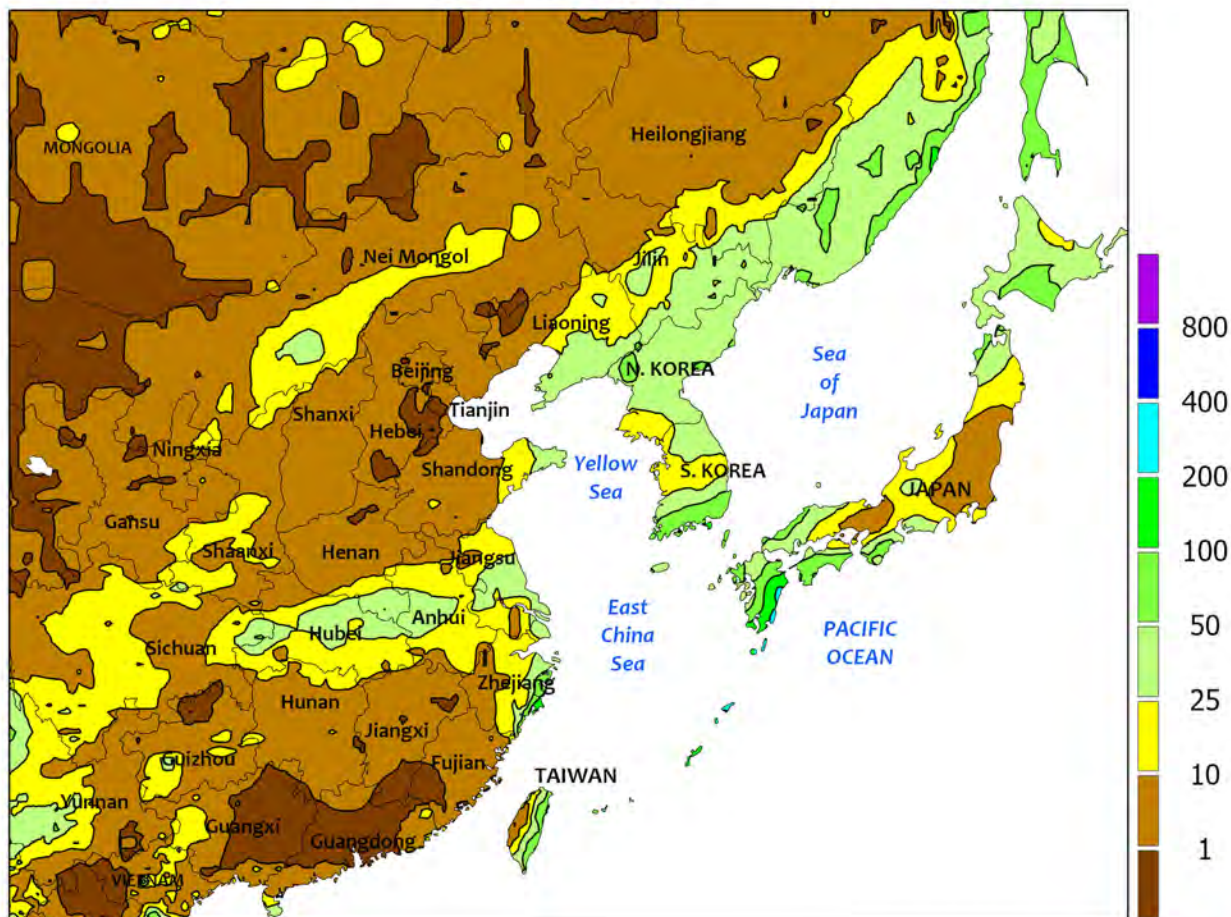 Heilongjiang
MONGOLIA
Nei Mongol
Jilin
Liaoning
Beijing
N. KOREA
Sea
of
Japan
800
400
200
100
50
25
10
1
Shanxi
Tianjin
Hebei
Ningxia
Shandong
Yellow
Sea
S. KOREA
JAPAN
Gansu
Shaanxi
Henan
Jiangsu
East
China
Sea
PACIFIC
OCEAN
Anhui
Hubei
Sichuan
Zhejiang
Hunan
Jiangxi
Guizhou
Fujian
TAIWAN
Yunnan
Guangxi
Guangdong
VIETNAM